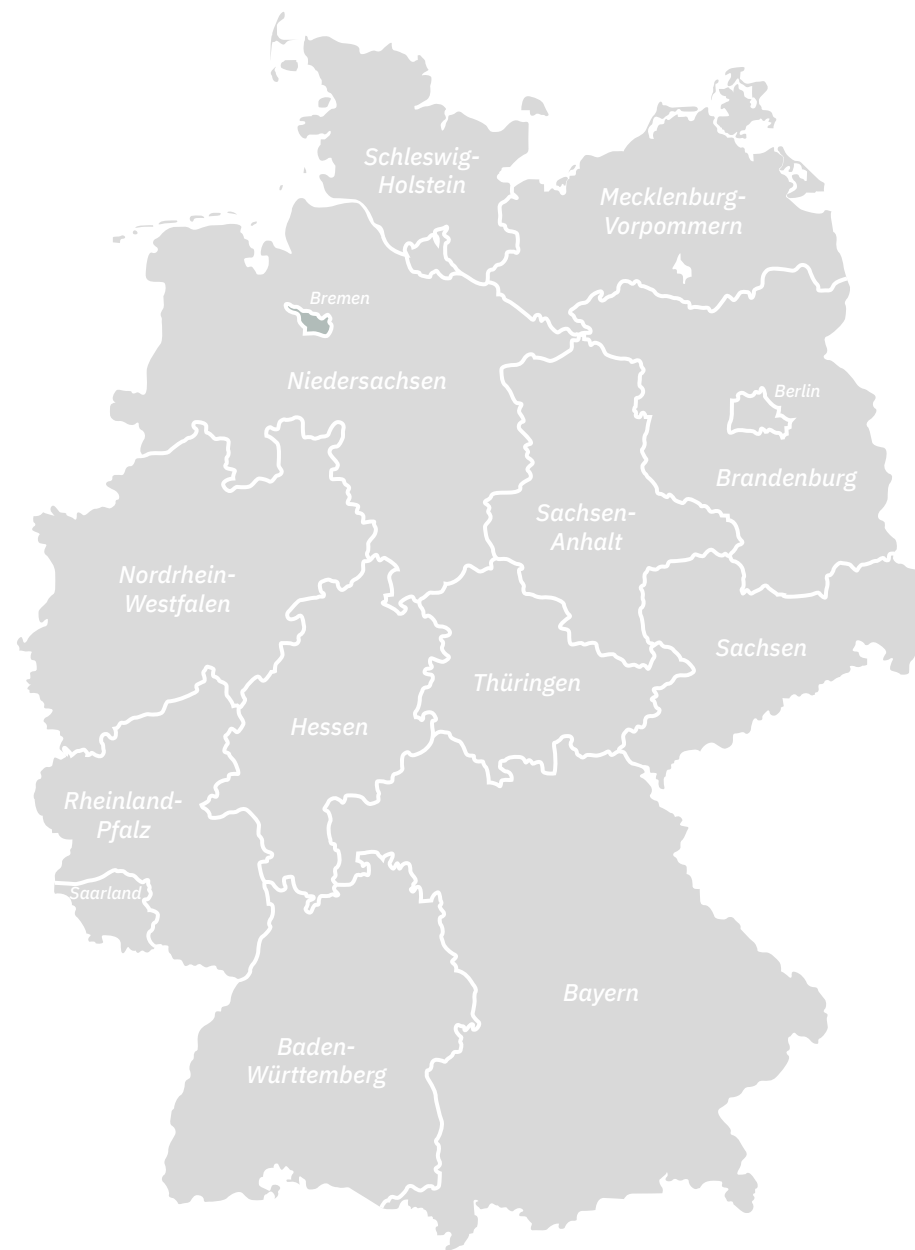 Schleswig-
Holstein
Mecklenburg-
Vorpommern
Bremen
Niedersachsen
Berlin
Brandenburg
Sachsen-
Anhalt
Nordrhein-
Westfalen
Sachsen
Thüringen
Hessen
Rheinland-
Pfalz
Saarland
Bayern
Baden-
Württemberg